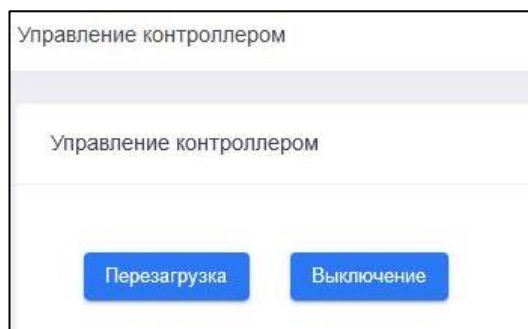 Управление контроллером
Управление контроллером
Перезагрузка Выключение